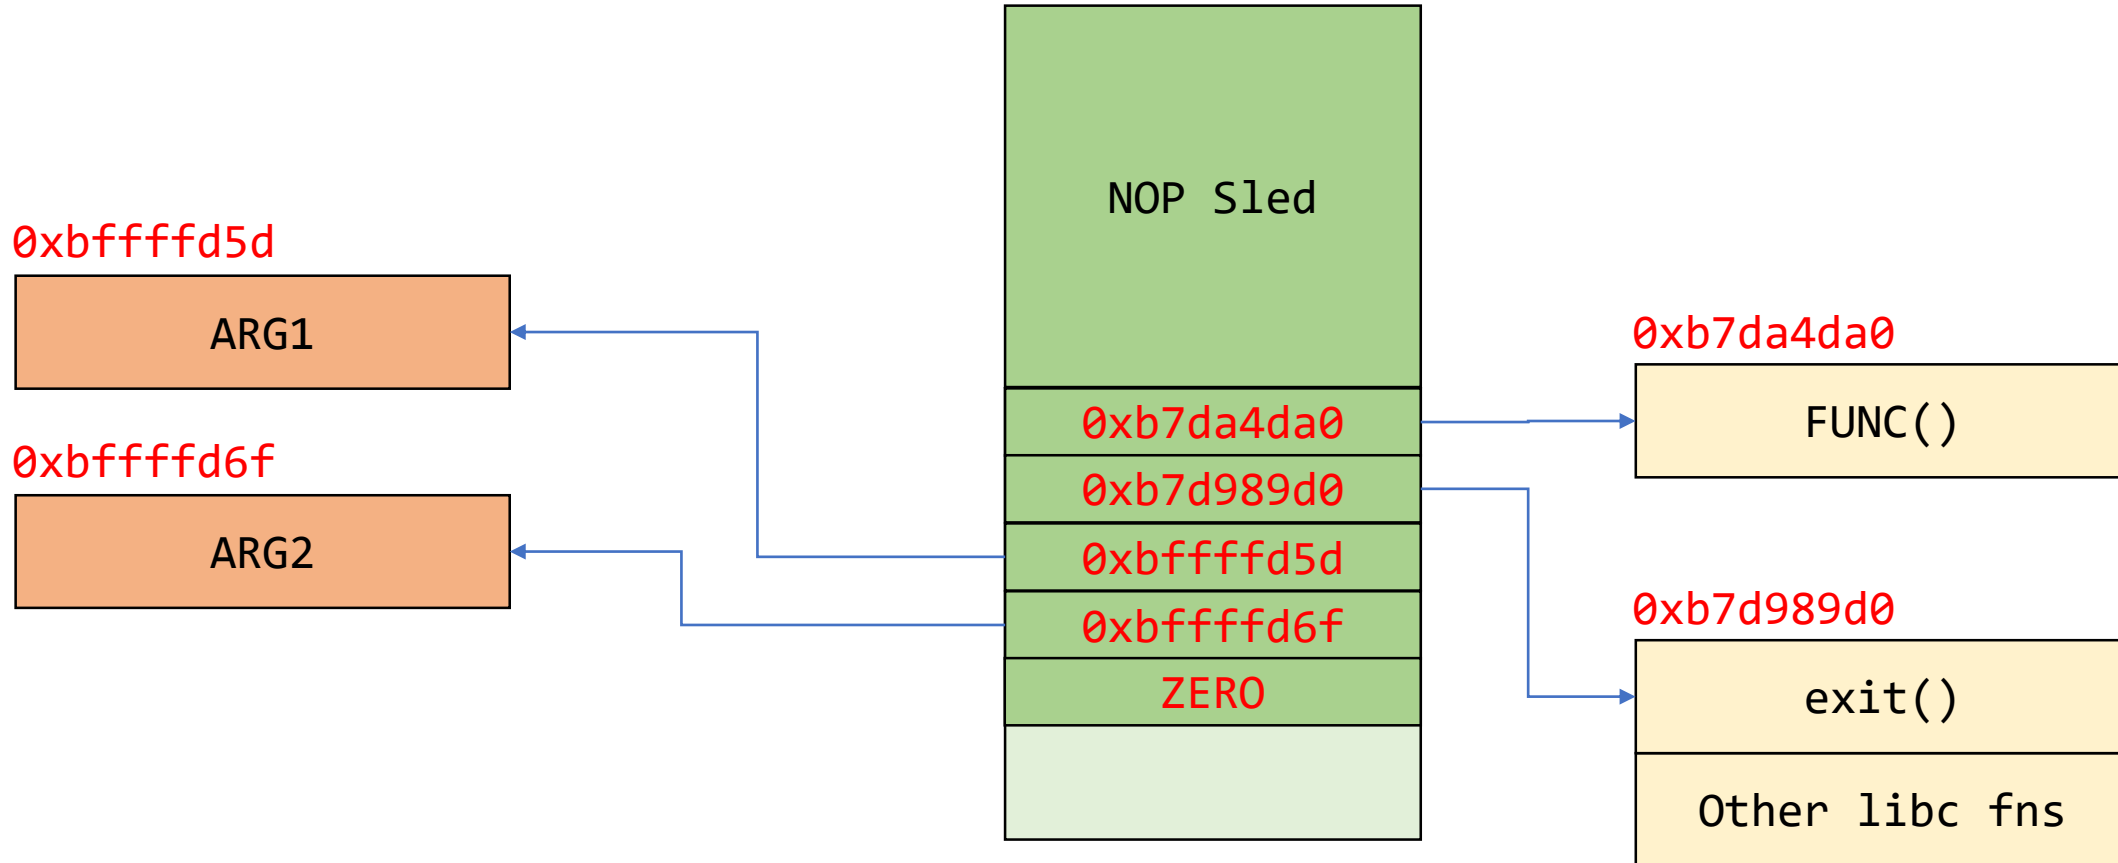 0xbffffd5d
ARG1
0xbffffd6f
ARG2
NOP Sled
0xb7da4da0
0xb7d989d0
0xbffffd5d
0xbffffd6f
ZERO
0xb7da4da0
FUNC()
0xb7d989d0
exit()
Other libc fns